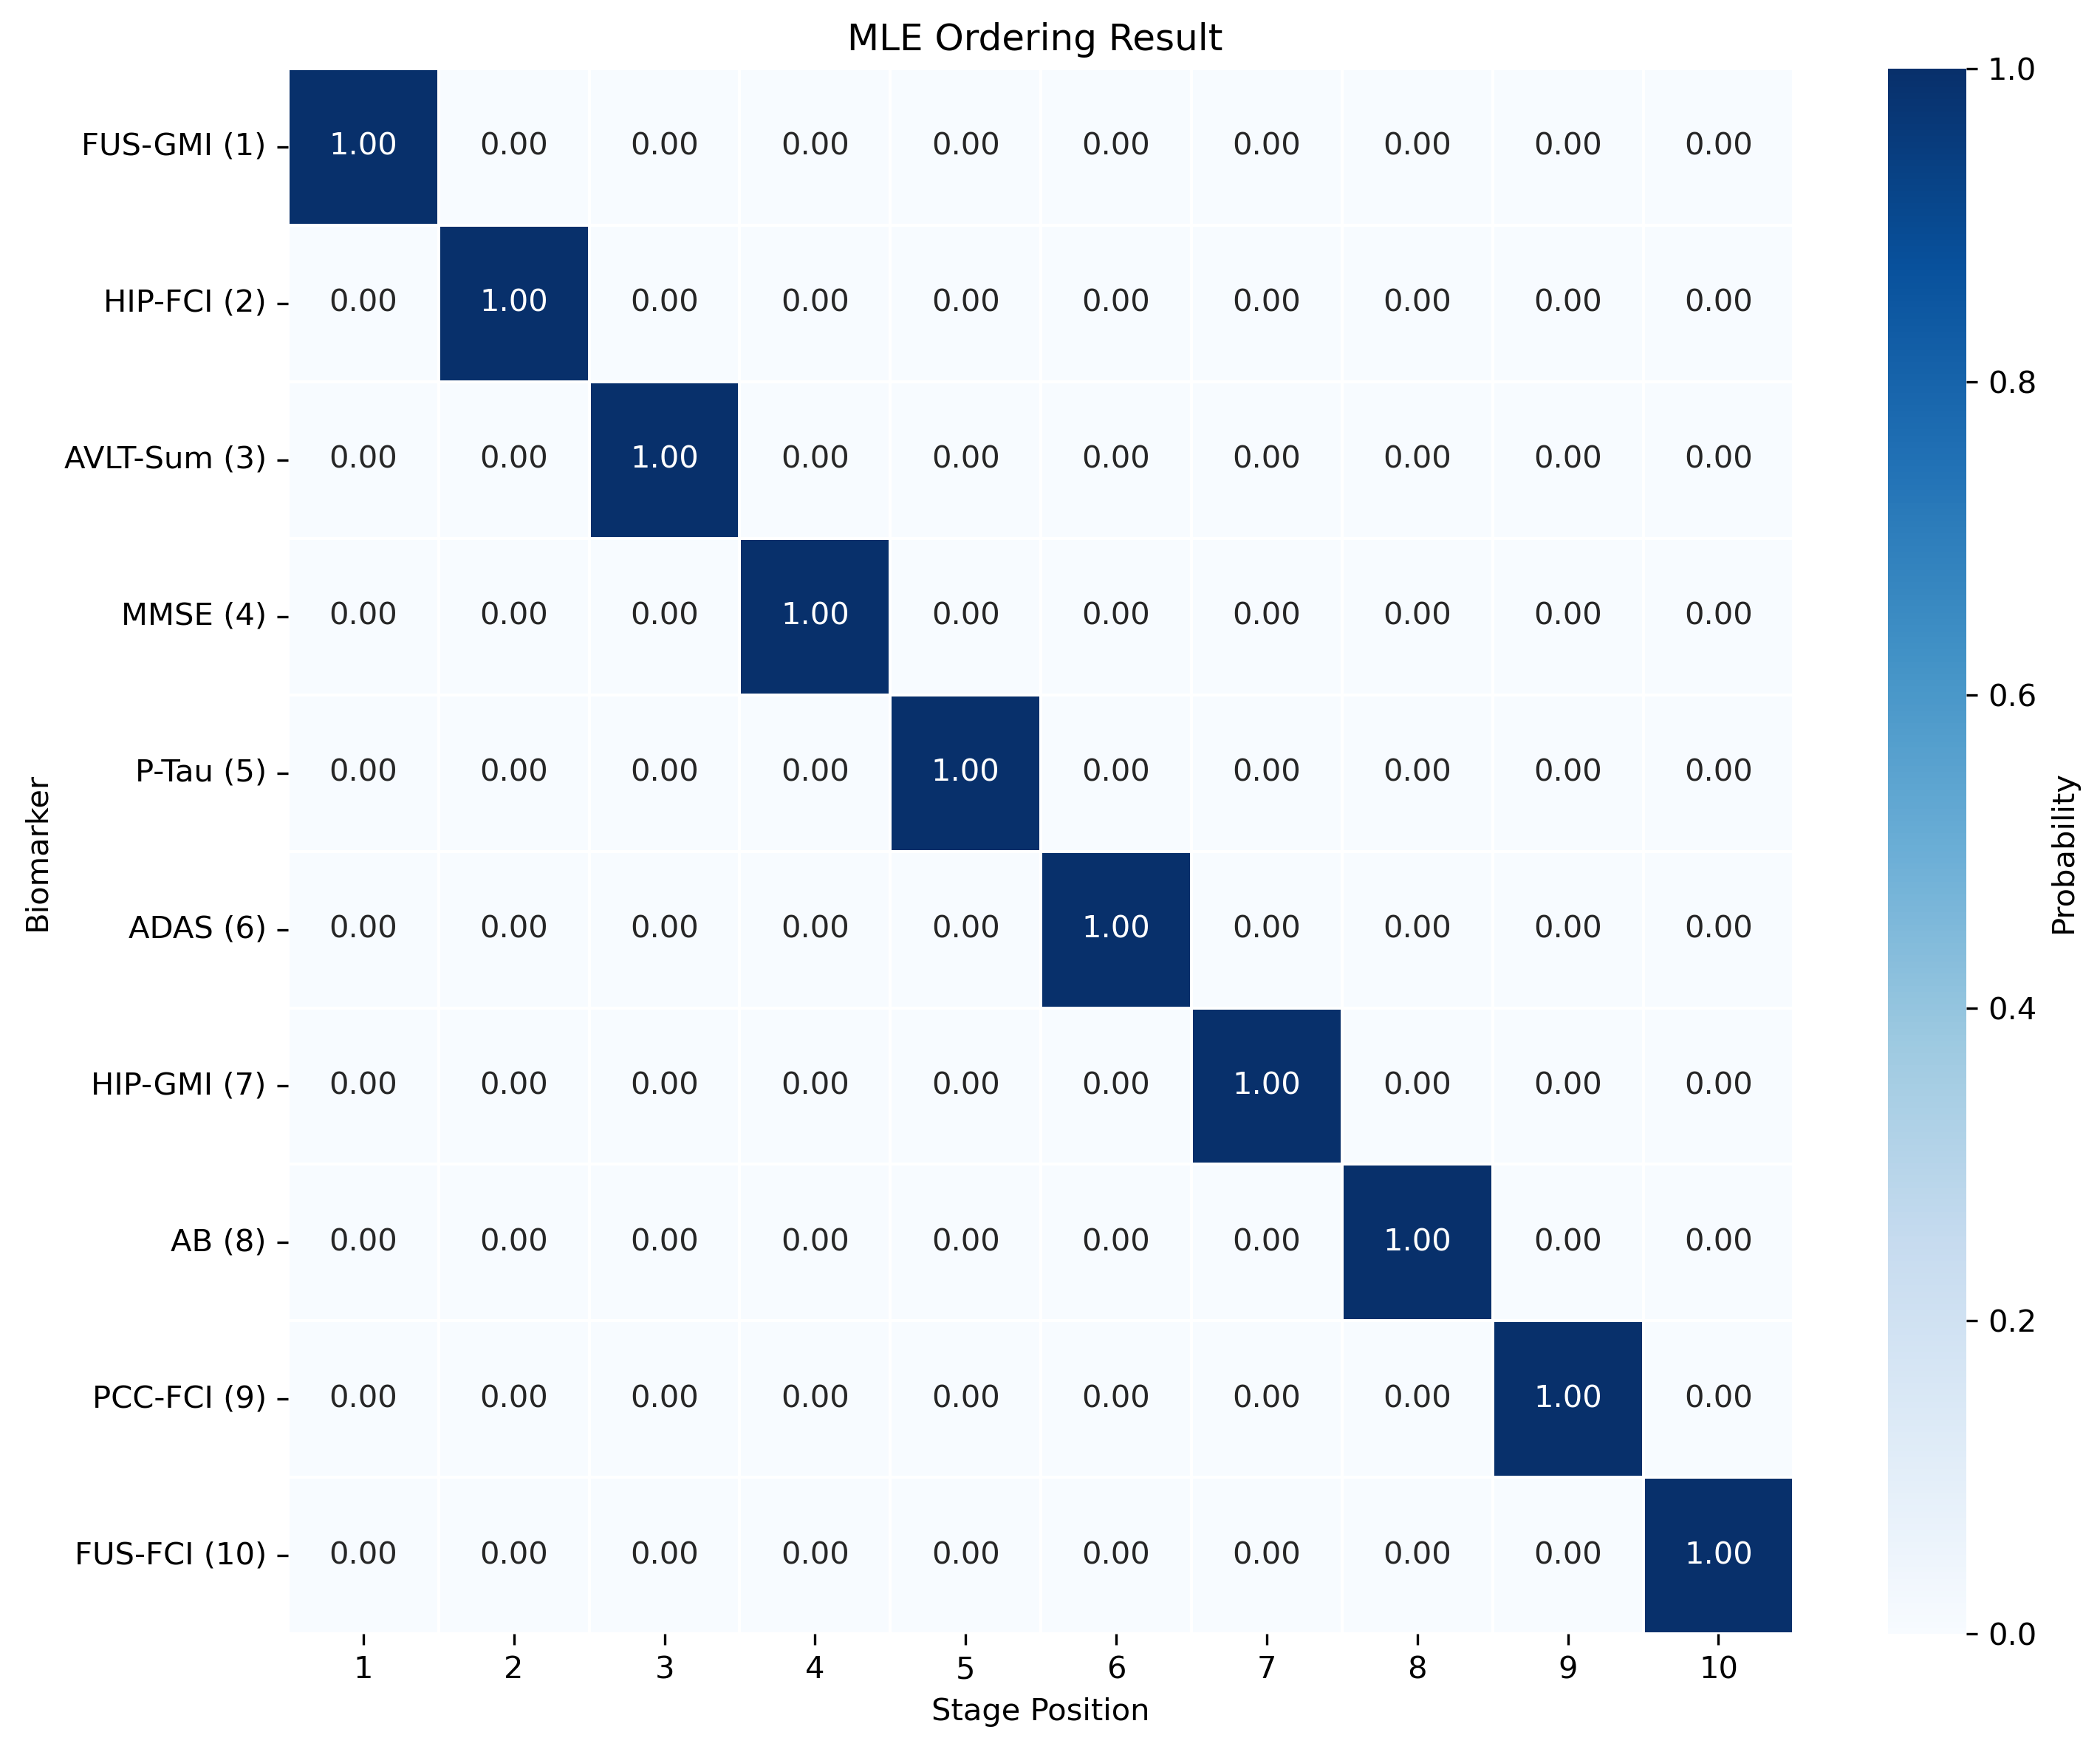 MLE Ordering Result
FUS-GMI (1) 1.00 0.00 0.00 0.00 0.00 0.00 0.00 0.00 0.00 0.00
HIP-FCI (2) 0.00 1.00 0.00 0.00 0.00 0.00 0.00 0.00 0.00 0.00
AVLT-Sum (3) 0.00 0.00 1.00 0.00 0.00 0.00 0.00 0.00 0.00 0.00
MMSE (4) 0.00 0.00 0.00 1.00 0.00 0.00 0.00 0.00 0.00 0.00
P-Tau (5) 0.00 0.00 0.00 0.00 1.00 0.00 0.00 0.00 0.00 0.00
ADAS (6) 0.00 0.00 0.00 0.00 0.00 1.00 0.00 0.00 0.00 0.00
HIP-GMI (7) 0.00 0.00 0.00 0.00 0.00 0.00 1.00 0.00 0.00 0.00
AB (8) 0.00 0.00 0.00 0.00 0.00 0.00 0.00 1.00 0.00 0.00
PCC-FCI (9) 0.00 0.00 0.00 0.00 0.00 0.00 0.00 0.00 1.00 0.00
FUS-FCI (10) 0.00 0.00 0.00 0.00 0.00 0.00 0.00 0.00 0.00 1.00
1 2 3 4 5 6 7 8 9 10
Stage Position
Biomarker
1.0
0.8
0.6
0.4
0.2
0.0
Probability